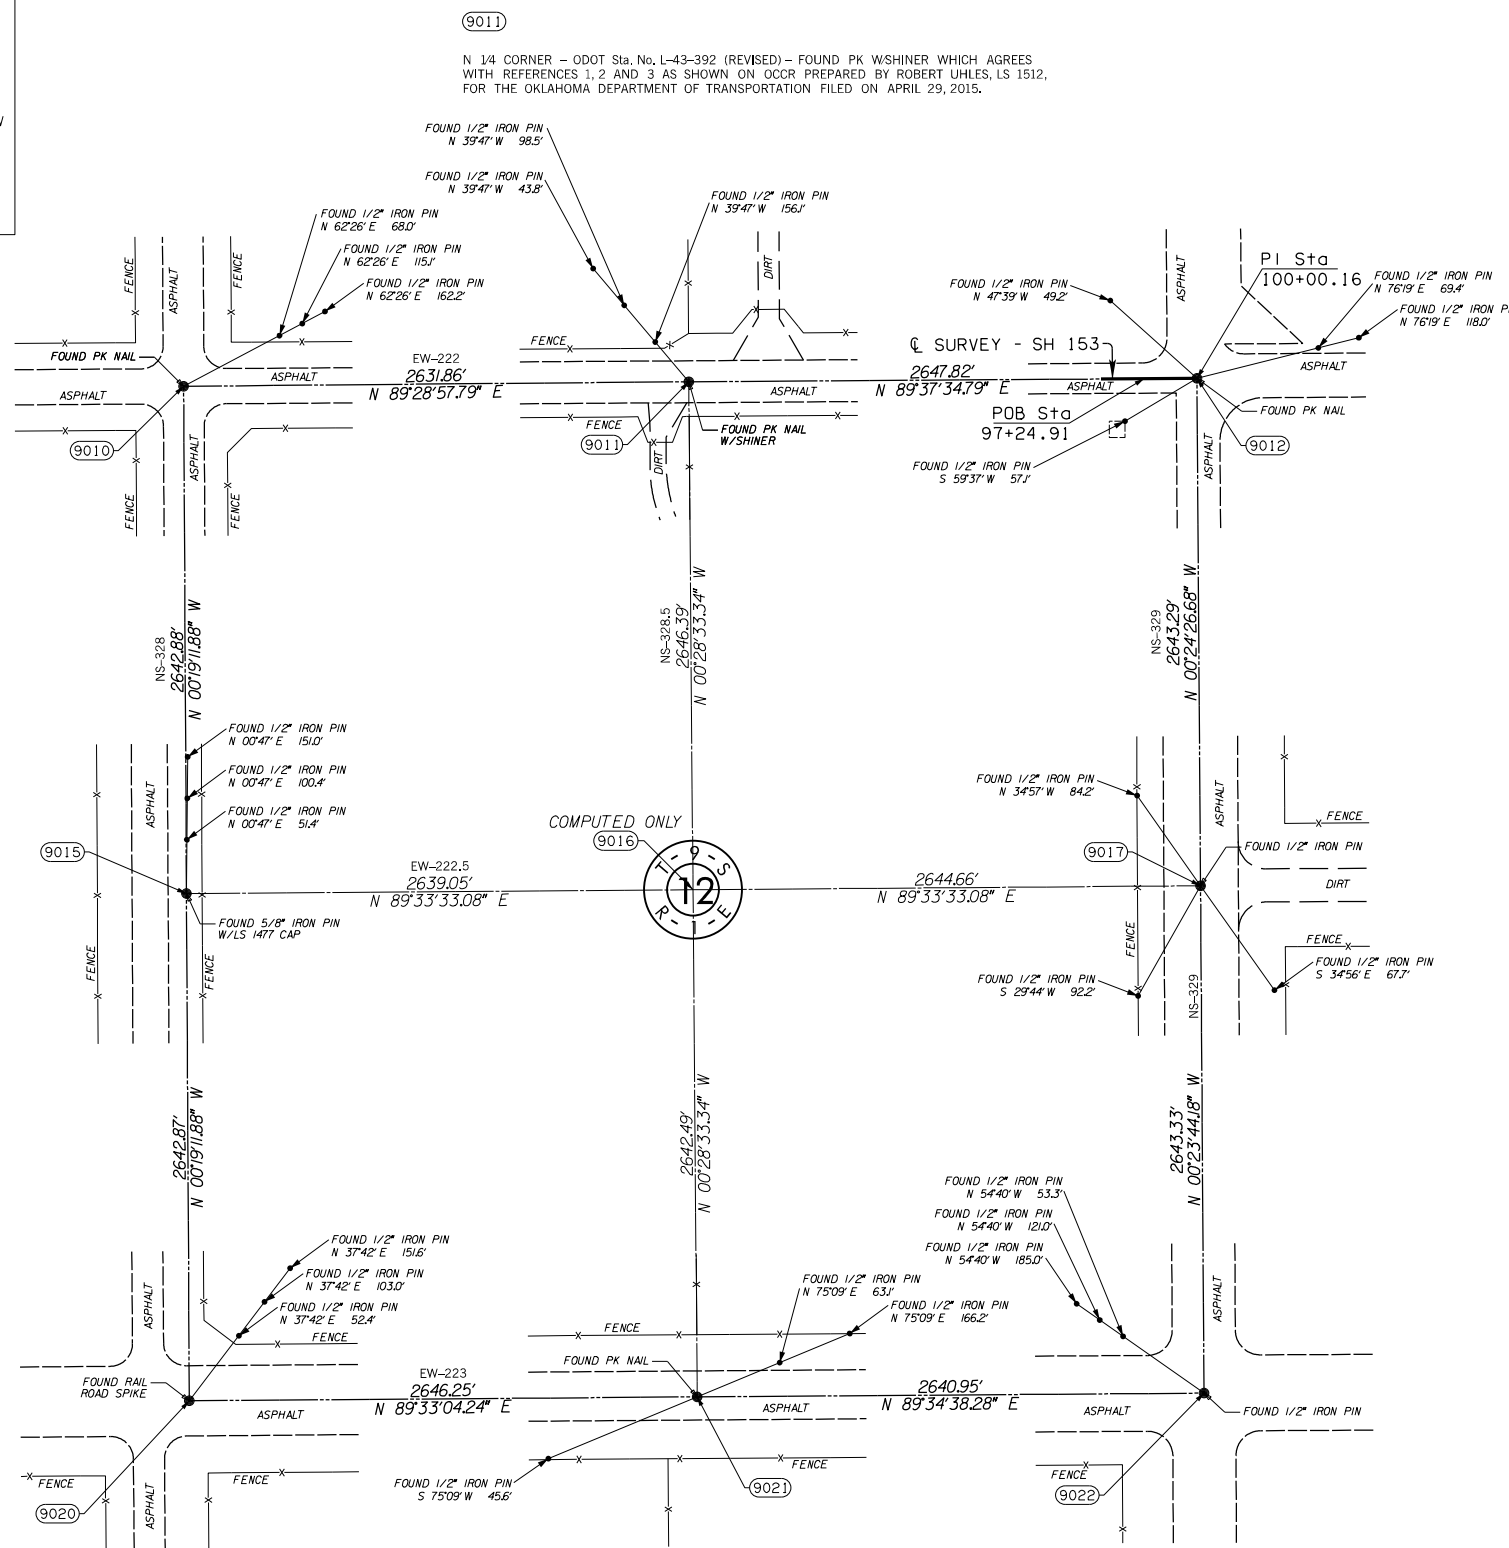 9011
N 1/4 CORNER – ODOT Sta. No. L–43–392 (REVISED) – FOUND PK W/SHINER WHICH AGREES
WITH REFERENCES 1, 2 AND 3 AS SHOWN ON OCCR PREPARED BY ROBERT UHLES, LS 1512,
FOR THE OKLAHOMA DEPARTMENT OF TRANSPORTATION FILED ON APRIL 29, 2015.
FOUND 1/2" IRON PIN
N 39°47' W 98.5'
FOUND 1/2" IRON PIN
N 39°47' W 43.8'
FOUND 1/2" IRON PIN
N 39°47' W 156.1'
FOUND 1/2" IRON PIN
N 62°26' E 68.0'
FOUND 1/2" IRON PIN
N 62°26' E 115.1'
FOUND 1/2" IRON PIN
N 62°26' E 162.2'
FENCE
ASPHALT
FENCE
FOUND PK NAIL
ASPHALT
ASPHALT
9010
ASPHALT
FENCE
FENCE
EW–222
2631.86'
N 89°28'57.79" E
FENCE
DIRT
ASPHALT
FENCE
9011
DIRT
FOUND PK NAIL
W/SHINER
FOUND 1/2" IRON PIN
N 47°39' W 49.2'
ASPHALT
PI Sta
100+00.16
FOUND 1/2" IRON PIN
N 76°19' E 69.4'
FOUND 1/2" IRON PI
N 76°19' E 118.0'
℄ SURVEY - SH 153
2647.82'
N 89°37'34.79" E
ASPHALT
ASPHALT
POB Sta
97+24.91
FOUND PK NAIL
9012
ASPHALT
FOUND 1/2" IRON PIN
S 59°37' W 57.1'
NS–328
2642.88'
N 00°19'11.88" W
NS–328.5
2646.39'
N 00°28'33.34" W
NS–329
2643.29'
N 00°24'26.68" W
FOUND 1/2" IRON PIN
N 00°47' E 151.0'
FOUND 1/2" IRON PIN
N 00°47' E 100.4'
FOUND 1/2" IRON PIN
N 00°47' E 51.4'
ASPHALT
9015
FOUND 5/8" IRON PIN
W/LS 1477 CAP
FENCE
FENCE
EW–222.5
2639.05'
N 89°33'33.08" E
COMPUTED ONLY
9016
T-9-S
12
R-1-E
2644.66'
N 89°33'33.08" E
FOUND 1/2" IRON PIN
N 34°57' W 84.2'
ASPHALT
FENCE
9017
FOUND 1/2" IRON PIN
DIRT
FENCE
FENCE
FOUND 1/2" IRON PIN
S 34°56' E 67.7'
FOUND 1/2" IRON PIN
S 29°44' W 92.2'
NS–329
2642.87'
N 00°19'11.88" W
2642.49'
N 00°28'33.34" W
2643.33'
N 00°23'44.18" W
FOUND 1/2" IRON PIN
N 37°42' E 151.6'
FOUND 1/2" IRON PIN
N 37°42' E 103.0'
FOUND 1/2" IRON PIN
N 37°42' E 52.4'
ASPHALT
FENCE
FOUND RAIL
ROAD SPIKE
ASPHALT
FENCE
FENCE
9020
ASPHALT
EW–223
2646.25'
N 89°33'04.24" E
FENCE
FOUND PK NAIL
FOUND 1/2" IRON PIN
N 75°09' E 63.1'
FOUND 1/2" IRON PIN
N 75°09' E 166.2'
ASPHALT
FENCE
FOUND 1/2" IRON PIN
S 75°09' W 45.6'
9021
FOUND 1/2" IRON PIN
N 54°40' W 53.3'
FOUND 1/2" IRON PIN
N 54°40' W 121.0'
FOUND 1/2" IRON PIN
N 54°40' W 185.0'
ASPHALT
2640.95'
N 89°34'38.28" E
ASPHALT
FOUND 1/2" IRON PIN
FENCE
9022